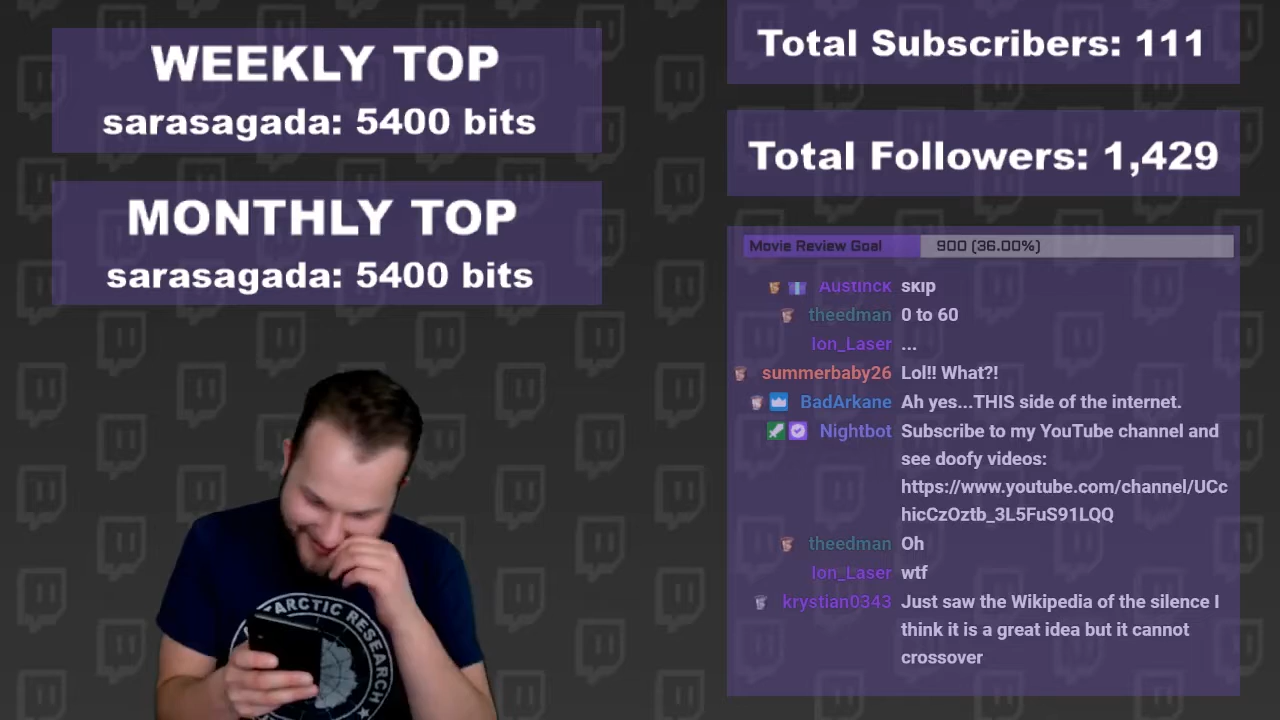 WEEKLY TOP
sarasagada: 5400 bits
MONTHLY TOP
sarasagada: 5400 bits
Total Subscribers: 111
Total Followers: 1,429
Movie Review Goal 900 (36.00%)
Austinck skip
theedman 0 to 60
Ion_Laser ...
summerbaby26 Lol!! What?!
BadArkane Ah yes...THIS side of the internet.
Nightbot Subscribe to my YouTube channel and
see doofy videos:
https://www.youtube.com/channel/UCc
hicCzOztb_3L5FuS91LQQ
theedman Oh
Ion_Laser wtf
krystian0343 Just saw the Wikipedia of the silence I
think it is a great idea but it cannot
crossover
ARCTIC RESEARCH